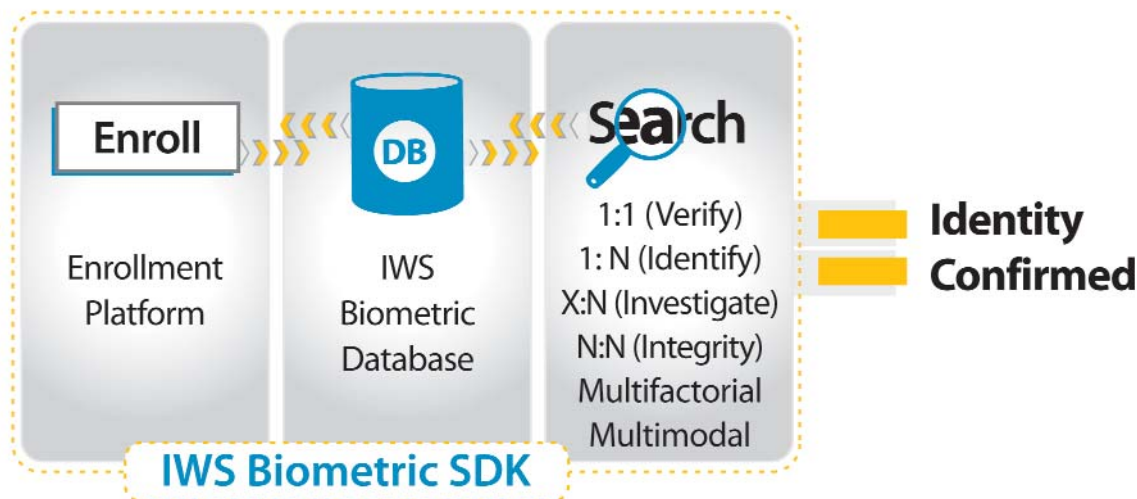 Enroll
Enrollment
Platform
DB
IWS
Biometric
Database
Search
1:1 (Verify)
1: N (Identify)
X:N (Investigate)
N:N (Integrity)
Multifactorial
Multimodal
Identity
Confirmed
IWS Biometric SDK